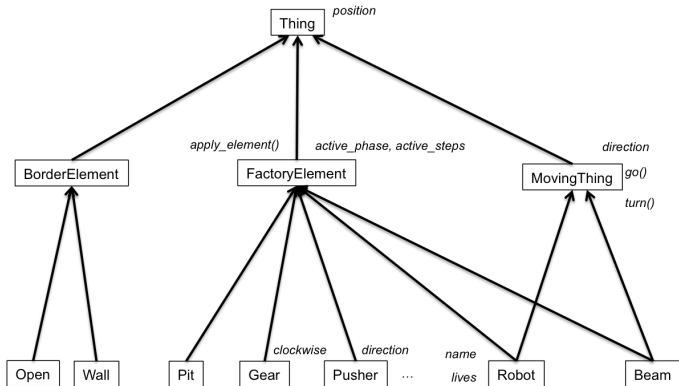 Thing
position
apply_element()
active_phase, active_steps
direction
BorderElement
FactoryElement
MovingThing
go()
turn()
clockwise
direction
name
Open
Wall
Pit
Gear
Pusher
...
lives
Robot
Beam